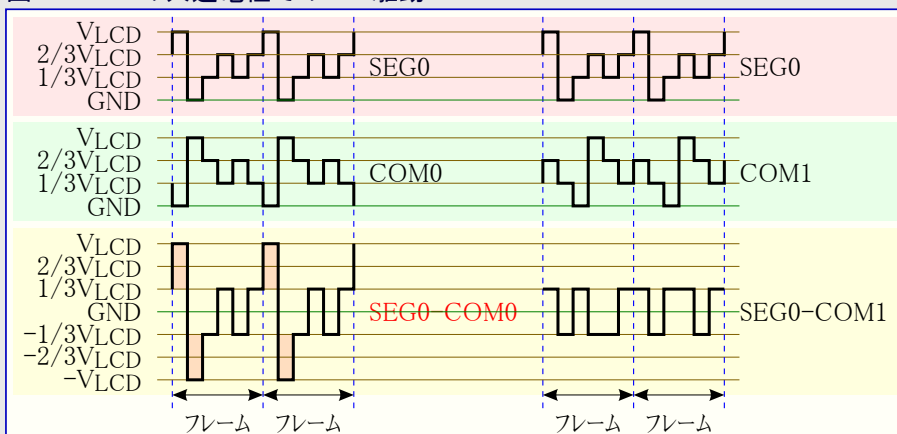 VLCD
2/3VLCD
1/3VLCD
GND
SEG0
SEG0
VLCD
2/3VLCD
1/3VLCD
GND
COM0
COM1
VLCD
2/3VLCD
1/3VLCD
GND
-1/3VLCD
-2/3VLCD
-VLCD
SEG0-COM0
SEG0-COM1
フレーム フレーム フレーム フレーム